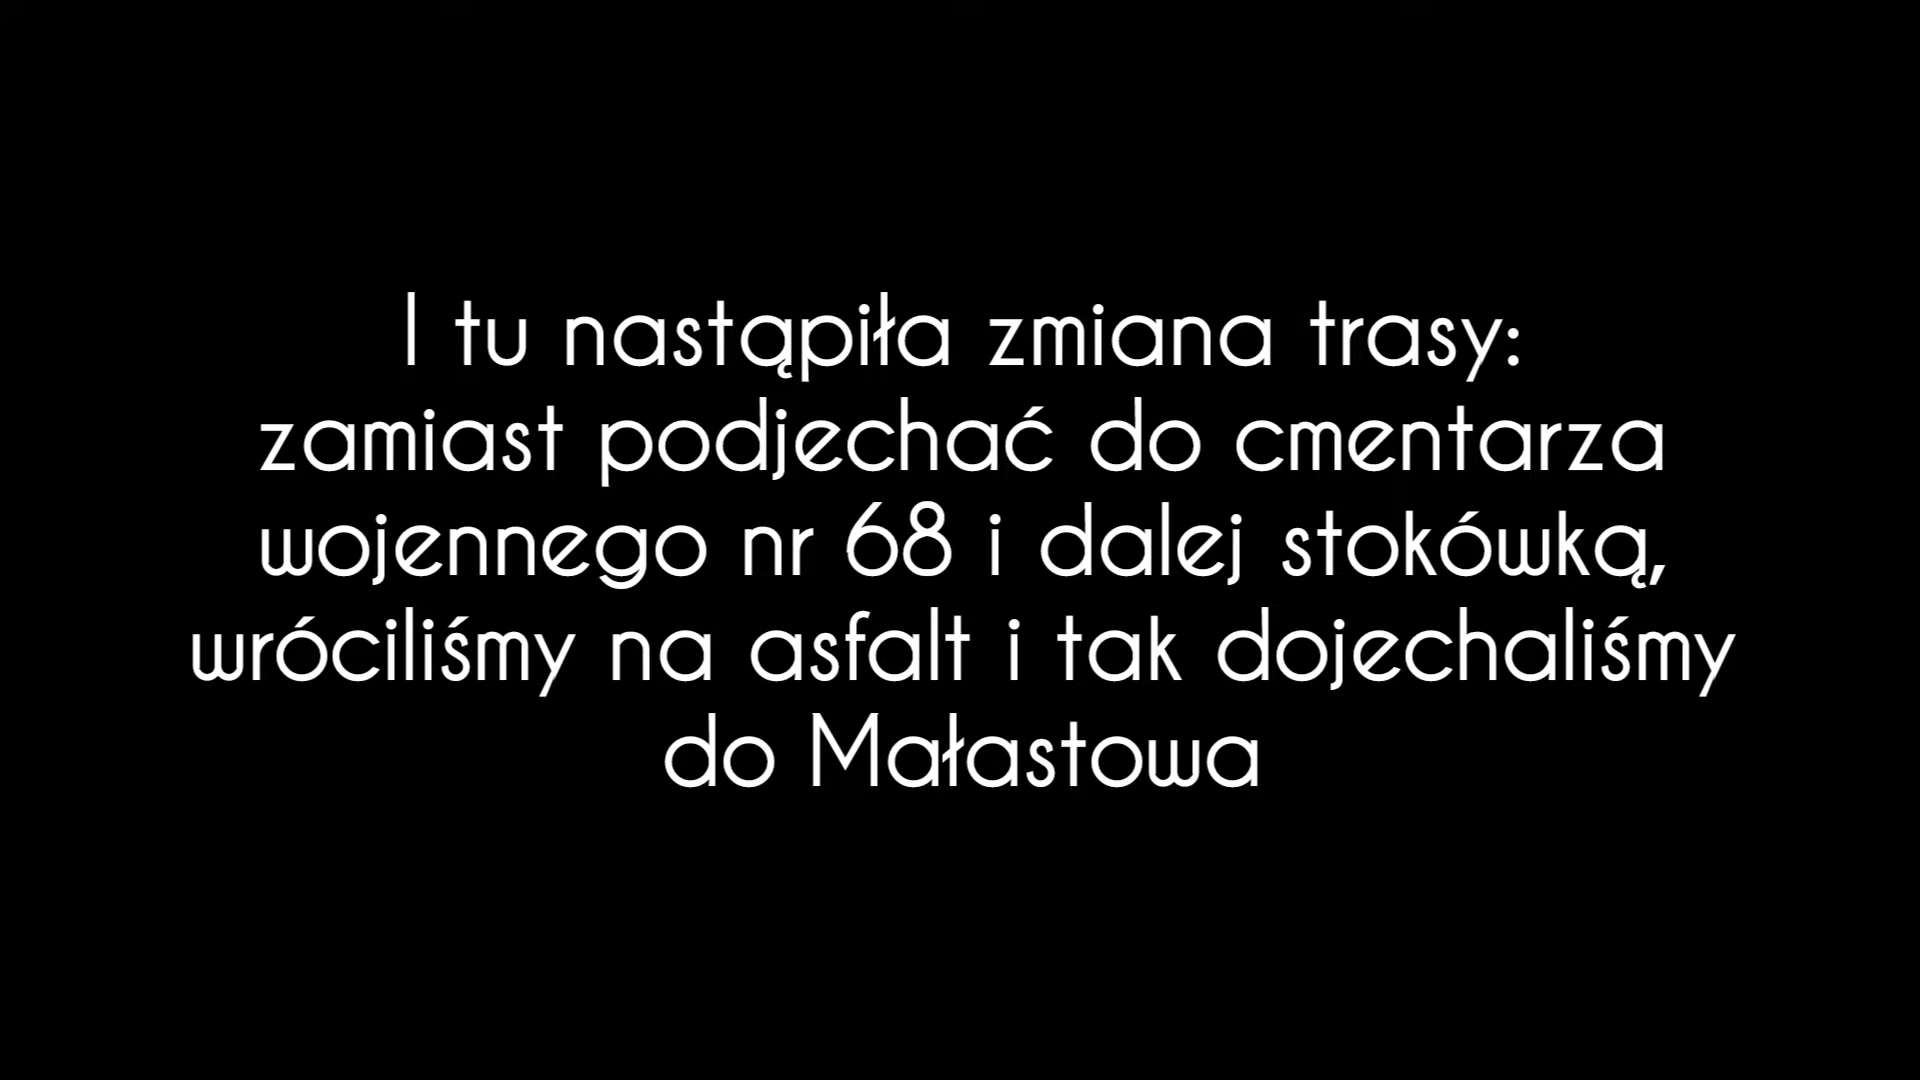 I tu nastąpiła zmiana trasy:
zamiast podjechać do cmentarza
wojennego nr 68 i dalej stokówką,
wróciliśmy na asfalt i tak dojechaliśmy
do Małastowa